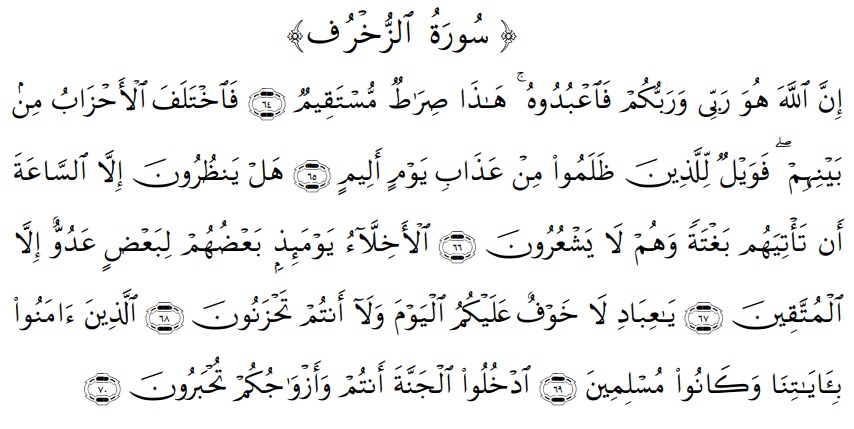 ﴿ سُورَةُ ٱلزُّخْرُف ﴾
إِنَّ ٱللَّهَ هُوَ رَبِّى وَرَبُّكُمْ فَٱعْبُدُوهُ ۚ هَـٰذَا صِرَٰطٌ مُّسْتَقِيمٌ ٦٤ فَٱخْتَلَفَ ٱلْأَحْزَابُ مِنۢ
بَيْنِهِمْ ۖ فَوَيْلٌ لِّلَّذِينَ ظَلَمُوا۟ مِنْ عَذَابِ يَوْمٍ أَلِيمٍ ٦٥ هَلْ يَنظُرُونَ إِلَّا ٱلسَّاعَةَ
أَن تَأْتِيَهُم بَغْتَةً وَهُمْ لَا يَشْعُرُونَ ٦٦ ٱلْأَخِلَّآءُ يَوْمَئِذٍۭ بَعْضُهُمْ لِبَعْضٍ عَدُوٌّ إِلَّا
ٱلْمُتَّقِينَ ٦٧ يَـٰعِبَادِ لَا خَوْفٌ عَلَيْكُمُ ٱلْيَوْمَ وَلَآ أَنتُمْ تَحْزَنُونَ ٦٨ ٱلَّذِينَ ءَامَنُوا۟
بِـَٔايَـٰتِنَا وَكَانُوا۟ مُسْلِمِينَ ٦٩ ٱدْخُلُوا۟ ٱلْجَنَّةَ أَنتُمْ وَأَزْوَٰجُكُمْ تُحْبَرُونَ ٧٠